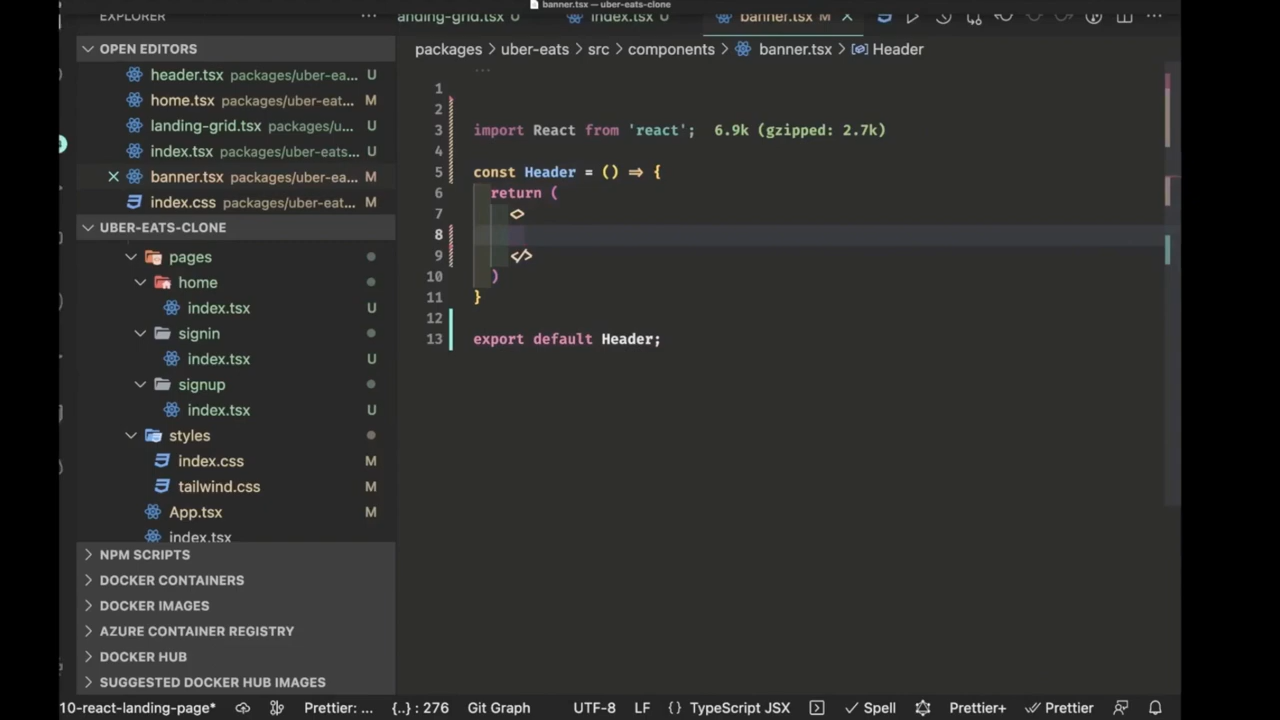 banner.tsx — uber-eats-clone
EXPLORER
anding-grid.tsx U
index.tsx U
banner.tsx M
OPEN EDITORS
packages > uber-eats > src > components > banner.tsx > Header
header.tsx packages/uber-ea... U
home.tsx packages/uber-eat... M
landing-grid.tsx packages/u... U
index.tsx packages/uber-eats... U
banner.tsx packages/uber-ea... M
index.css packages/uber-eat... M
UBER-EATS-CLONE
pages
home
index.tsx U
signin
index.tsx U
signup
index.tsx U
styles
index.css M
tailwind.css M
App.tsx M
index.tsx
NPM SCRIPTS
DOCKER CONTAINERS
DOCKER IMAGES
AZURE CONTAINER REGISTRY
DOCKER HUB
SUGGESTED DOCKER HUB IMAGES
1
2
3 import React from 'react'; 6.9k (gzipped: 2.7k)
4
5 const Header = () => {
6 return (
7 <>
8
9 </>
10 )
11 }
12
13 export default Header;
10-react-landing-page* Prettier: ... {..} : 276 Git Graph UTF-8 LF {} TypeScript JSX Spell Prettier+ Prettier